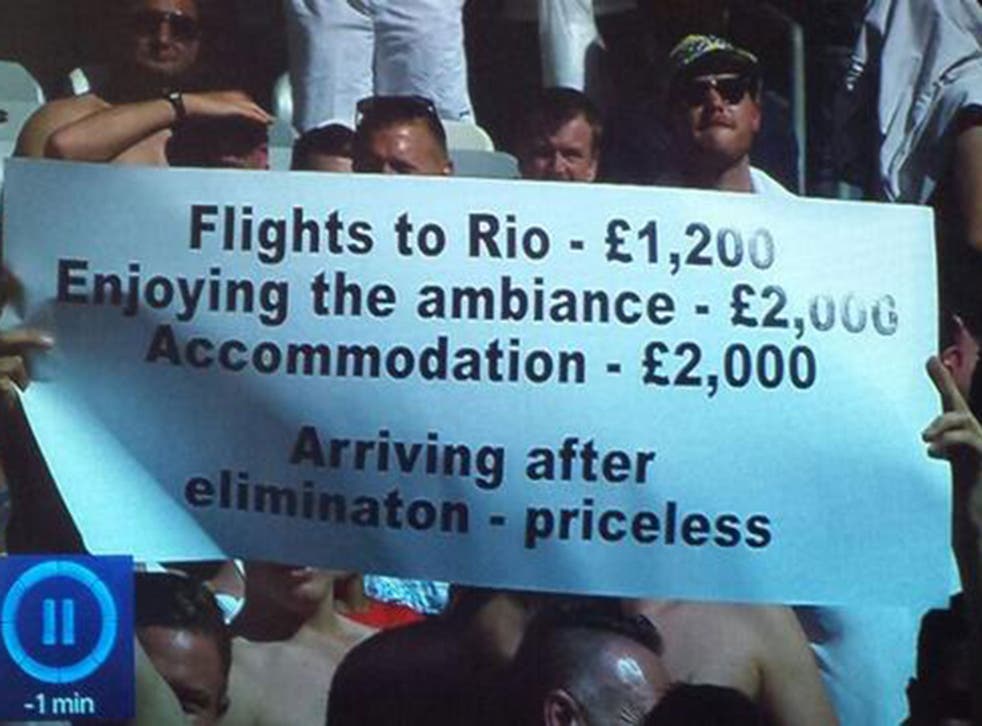 Flights to Rio - £1,200
Enjoying the ambiance - £2,000
Accommodation - £2,000
Arriving after
eliminaton - priceless
-1 min